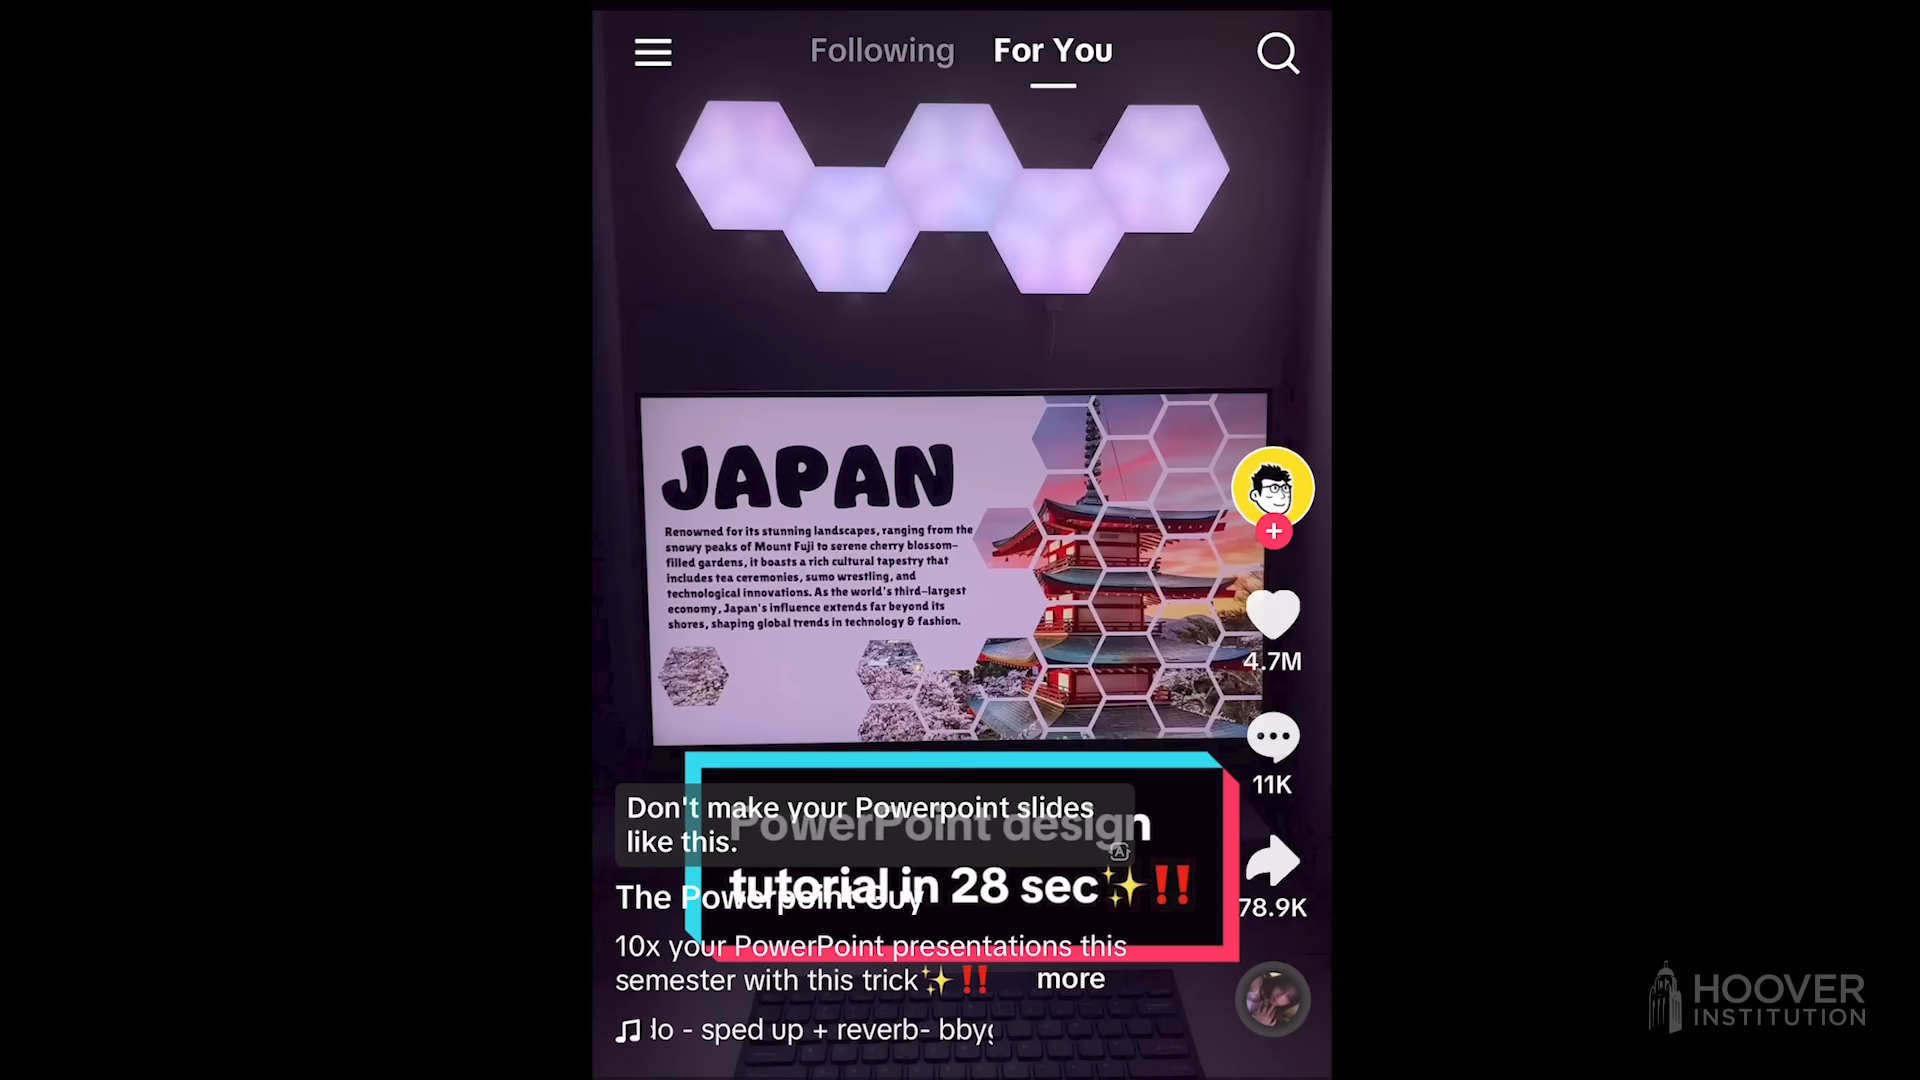 Following For You
JAPAN
Renowned for its stunning landscapes, ranging from the
snowy peaks of Mount Fuji to serene cherry blossom-
filled gardens, it boasts a rich cultural tapestry that
includes tea ceremonies, sumo wrestling, and
technological innovations. As the world's third-largest
economy, Japan's influence extends far beyond its
shores, shaping global trends in technology & fashion.
4.7M
11K
78.9K
Don't make your Powerpoint slides
like this.
PowerPoint design
tutorial in 28 sec✨‼️
The Powerpoint Guy
10x your PowerPoint presentations this
semester with this trick✨‼️ more
lo - sped up + reverb- bbyg
HOOVER
INSTITUTION